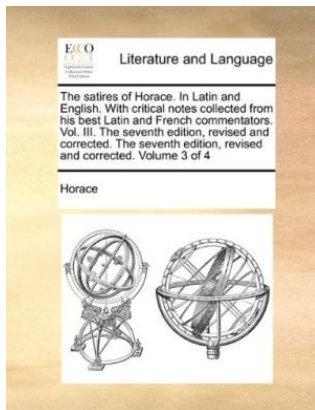 ECCO
Literature and Language
Eighteenth Century
Collections Online
Print Editions
The satires of Horace. In Latin and
English. With critical notes collected from
his best Latin and French commentators.
Vol. III. The seventh edition, revised and
corrected. The seventh edition, revised
and corrected. Volume 3 of 4
Horace